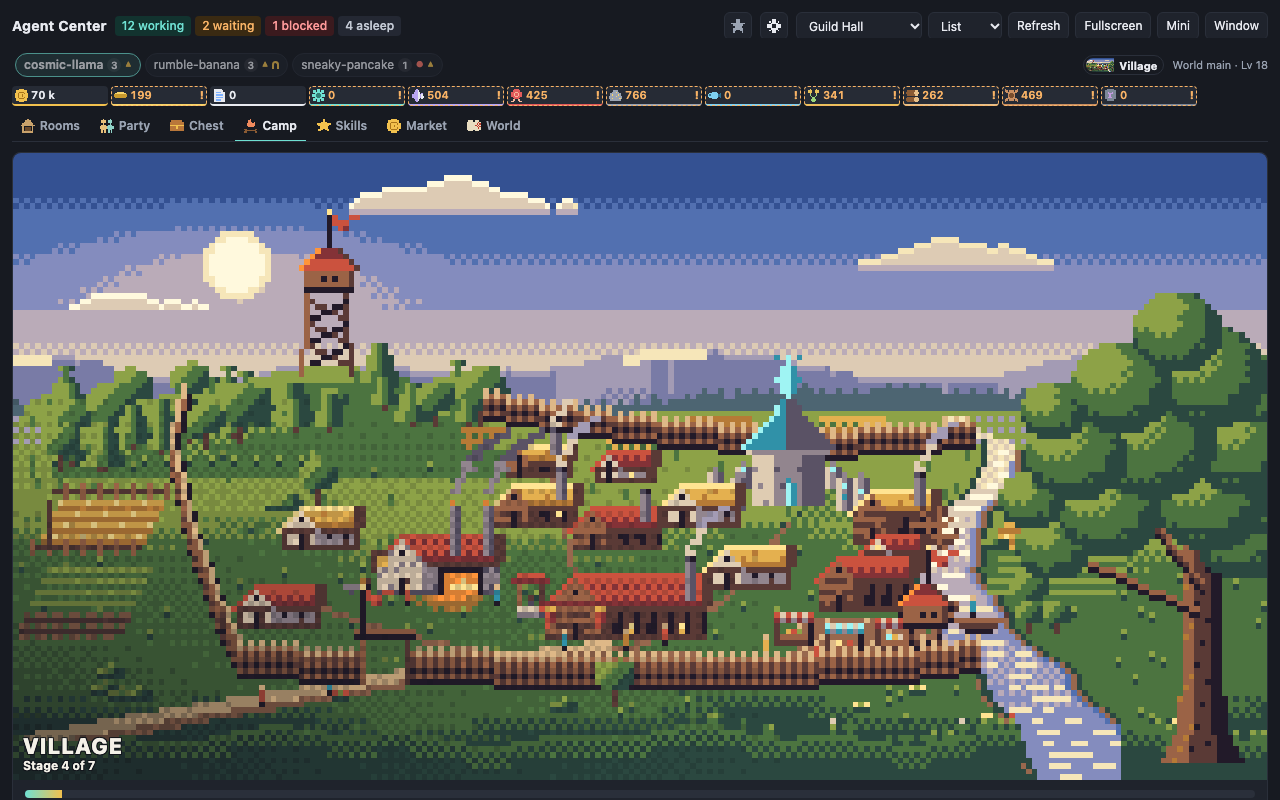 Agent Center 12 working 2 waiting 1 blocked 4 asleep Guild Hall List Refresh Fullscreen Mini Window
cosmic-llama 3 rumble-banana 3 sneaky-pancake 1 Village World main · Lv 18
70 k 199 ! 0 0 ! 504 ! 425 ! 766 ! 0 ! 341 ! 262 ! 469 ! 0 !
Rooms Party Chest Camp Skills Market World
VILLAGE
Stage 4 of 7